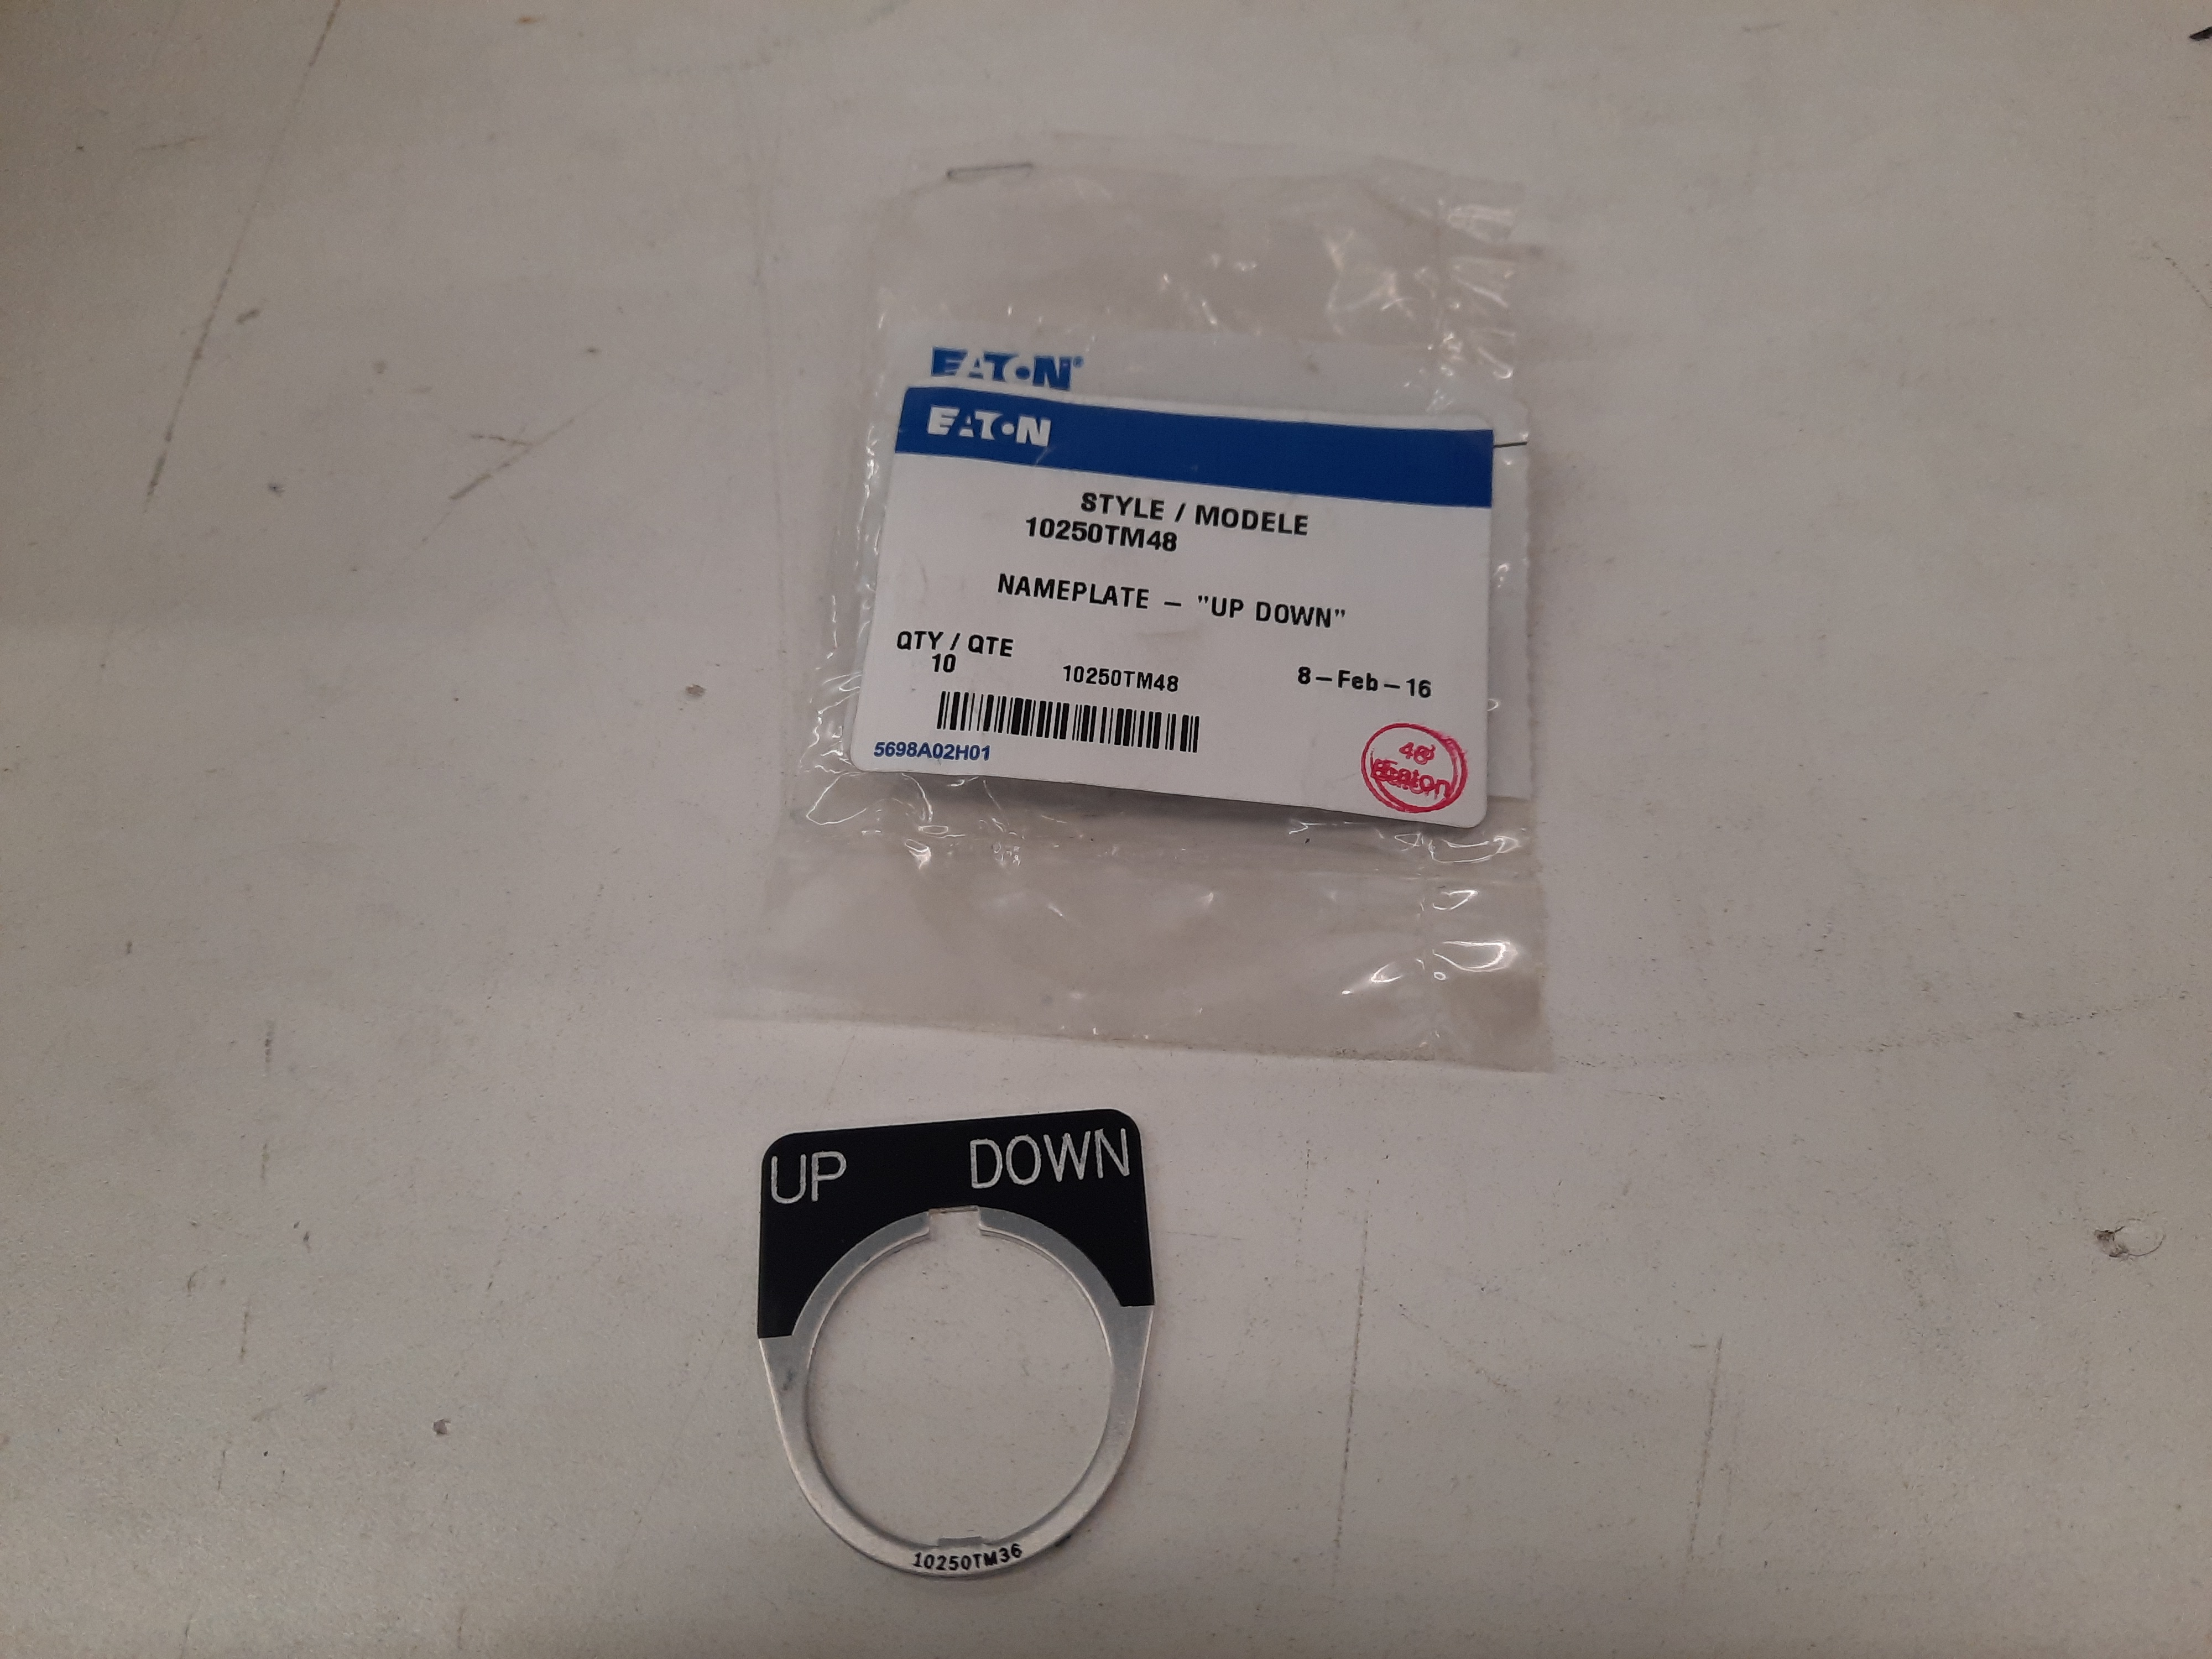 EATON®
EATON
STYLE / MODELE
10250TM48
NAMEPLATE – "UP DOWN"
QTY / QTE
10
10250TM48
8–Feb–16
5698A02H01
Eaton
UP DOWN
10250TM36